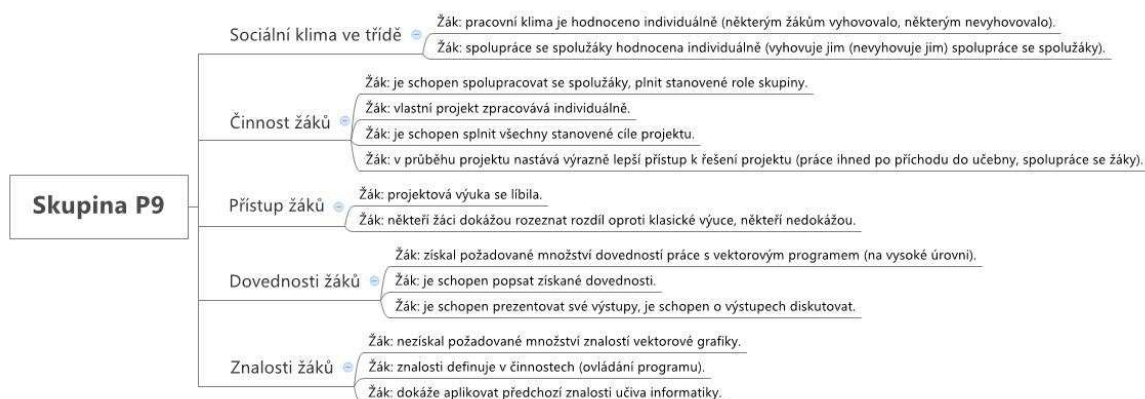 Skupina P9
Sociální klima ve třídě
Žák: pracovní klima je hodnoceno individuálně (některým žákům vyhovovalo, některým nevyhovovalo).
Žák: spolupráce se spolužáky hodnocena individuálně (vyhovuje jim (nevyhovuje jim) spolupráce se spolužáky).
Činnost žáků
Žák: je schopen spolupracovat se spolužáky, plnit stanovené role skupiny.
Žák: vlastní projekt zpracovává individuálně.
Žák: je schopen splnit všechny stanovené cíle projektu.
Žák: v průběhu projektu nastává výrazně lepší přístup k řešení projektu (práce ihned po příchodu do učebny, spolupráce se žáky).
Přístup žáků
Žák: projektová výuka se líbila.
Žák: někteří žáci dokážou rozeznat rozdíl oproti klasické výuce, někteří nedokážou.
Dovednosti žáků
Žák: získal požadované množství dovedností práce s vektorovým programem (na vysoké úrovni).
Žák: je schopen popsat získané dovednosti.
Žák: je schopen prezentovat své výstupy, je schopen o výstupech diskutovat.
Znalosti žáků
Žák: nezískal požadované množství znalostí vektorové grafiky.
Žák: znalosti definuje v činnostech (ovládání programu).
Žák: dokáže aplikovat předchozí znalosti učiva informatiky.